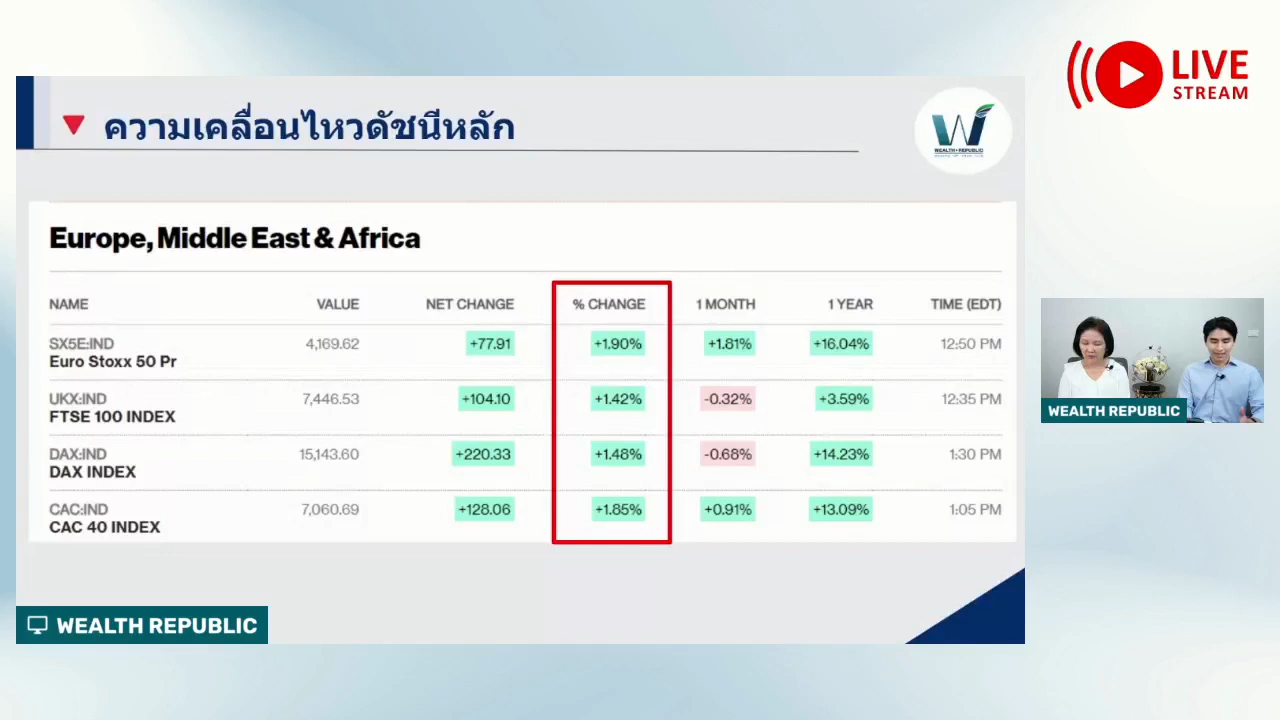 LIVE
STREAM
ความเคลื่อนไหวดัชนีหลัก
WEALTH REPUBLIC
Europe, Middle East & Africa
NAME VALUE NET CHANGE % CHANGE 1 MONTH 1 YEAR TIME (EDT)
SX5E:IND 4,169.62 +77.91 +1.90% +1.81% +16.04% 12:50 PM
Euro Stoxx 50 Pr
UKX:IND 7,446.53 +104.10 +1.42% -0.32% +3.59% 12:35 PM
FTSE 100 INDEX
DAX:IND 15,143.60 +220.33 +1.48% -0.68% +14.23% 1:30 PM
DAX INDEX
CAC:IND 7,060.69 +128.06 +1.85% +0.91% +13.09% 1:05 PM
CAC 40 INDEX
WEALTH REPUBLIC
WEALTH REPUBLIC